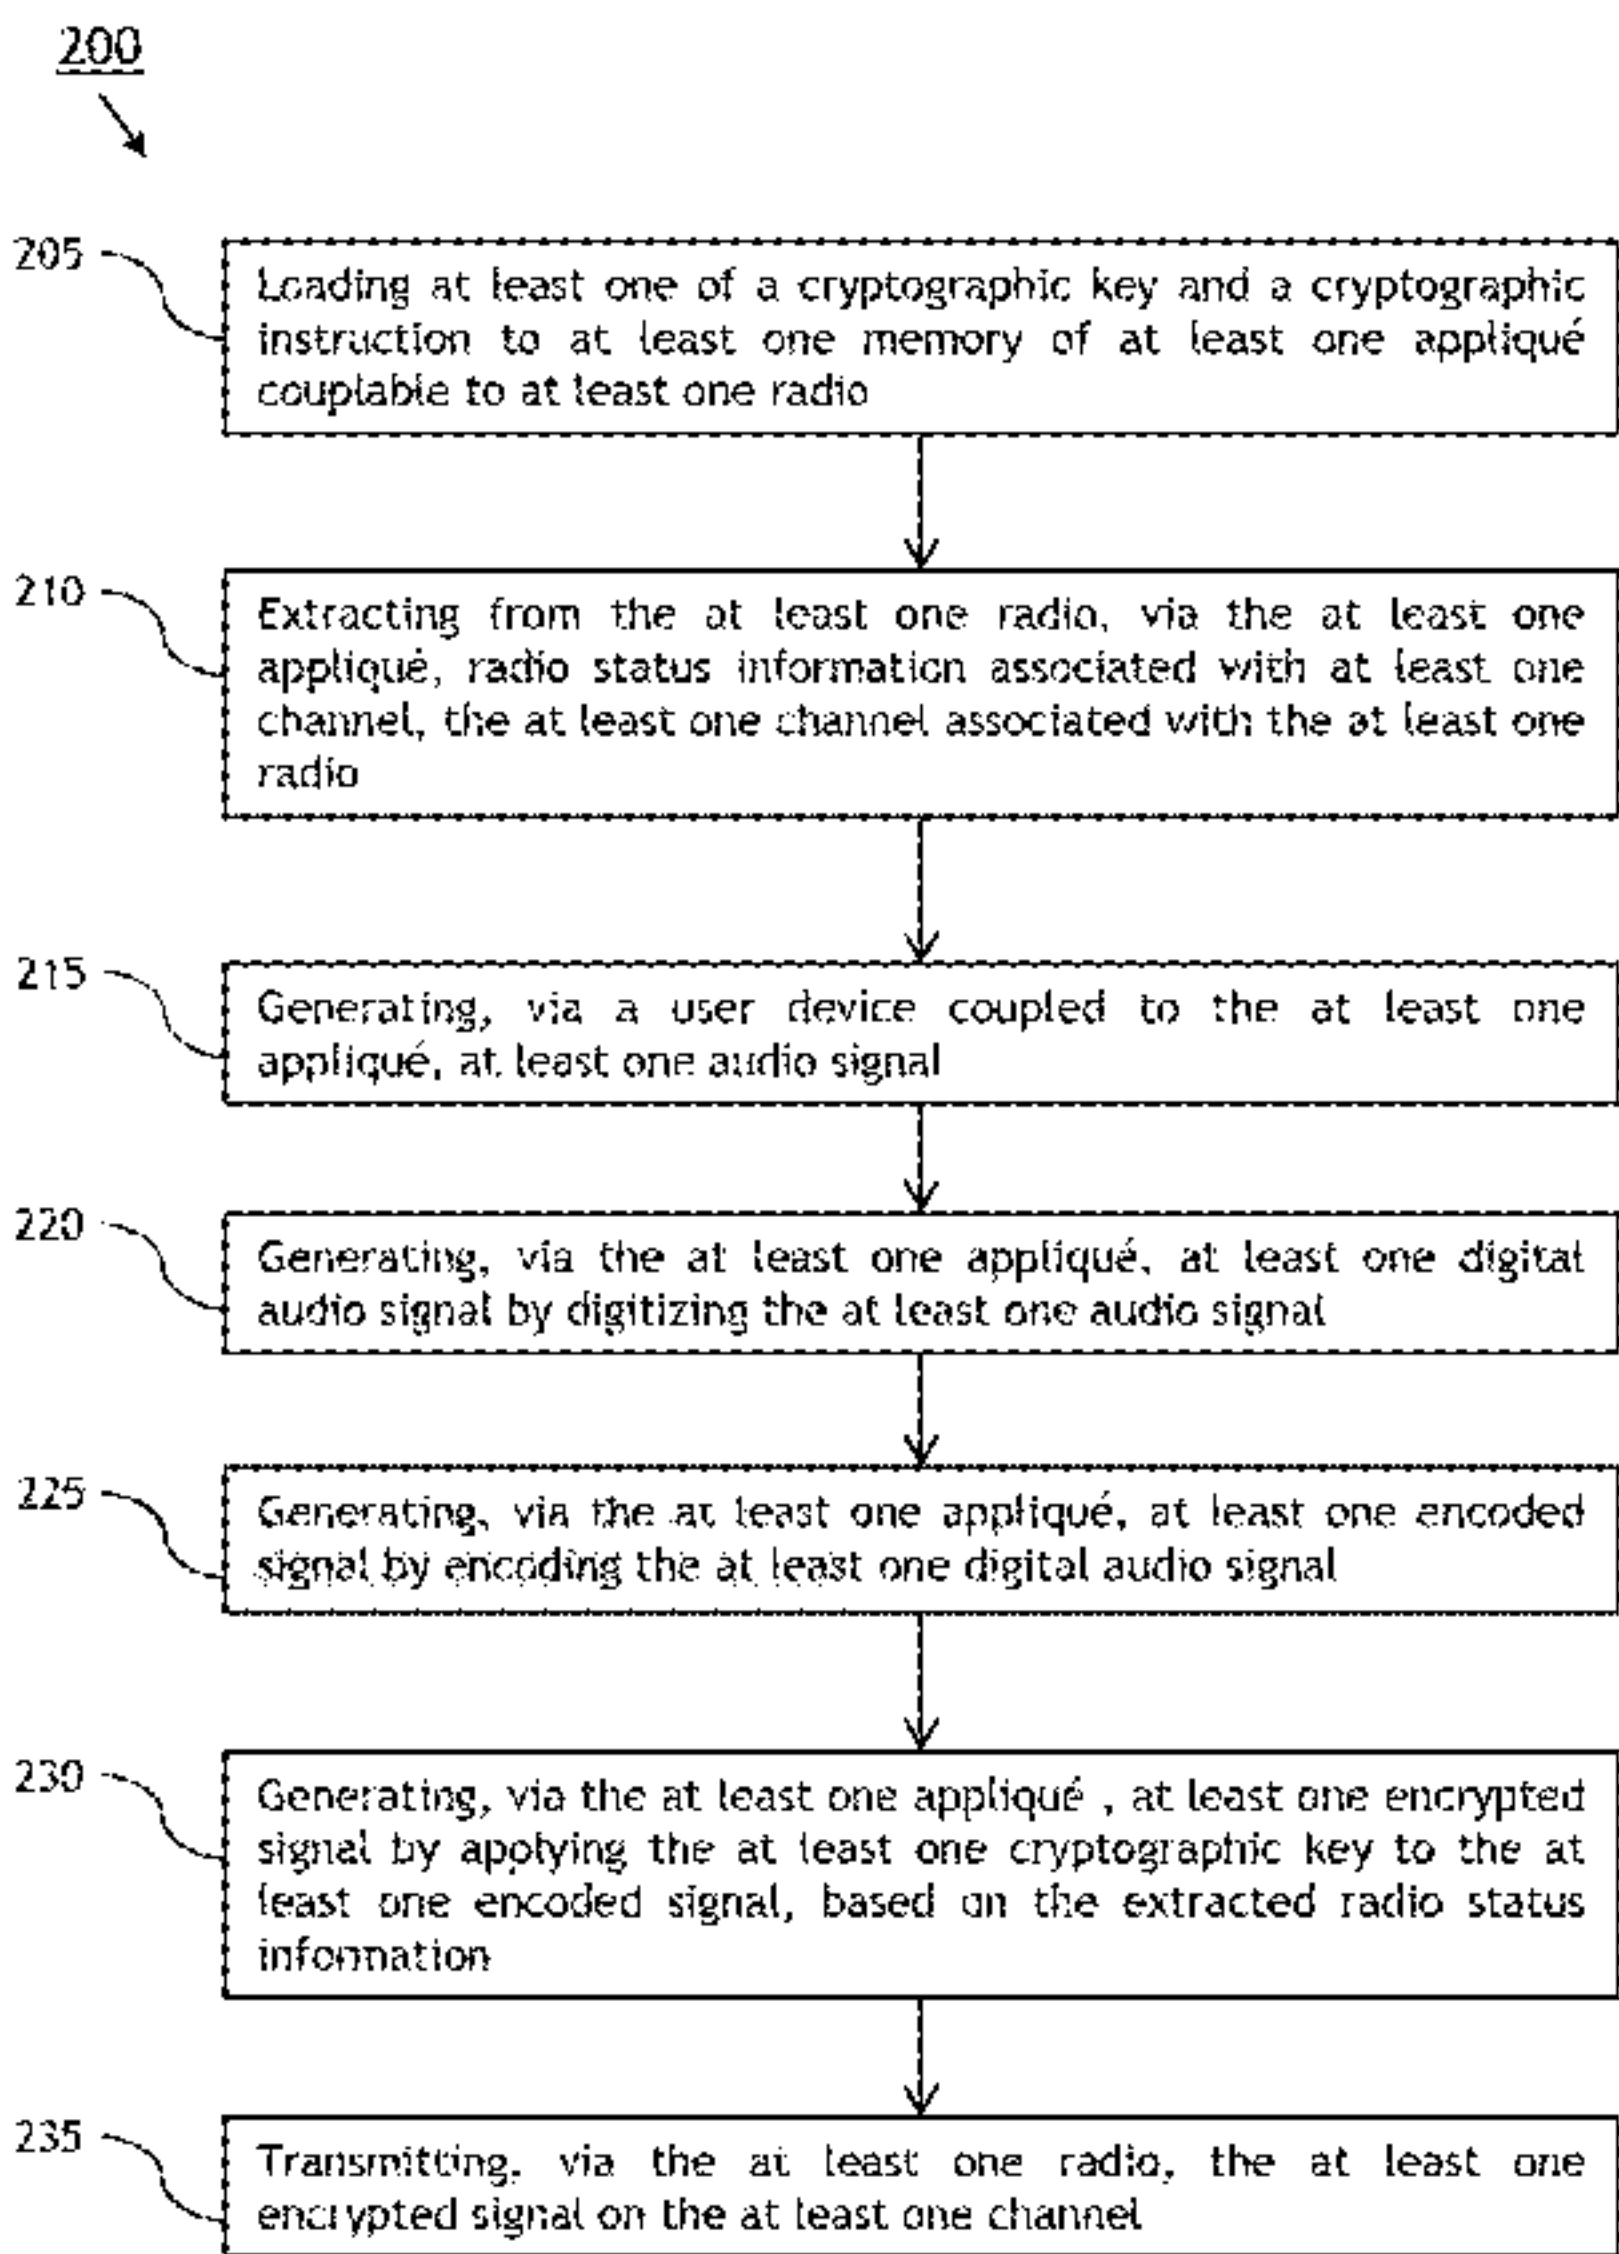 200
205
Loading at least one of a cryptographic key and a cryptographic
instruction to at least one memory of at least one appliqué
couplable to at least one radio
210
Extracting from the at least one radio, via the at least one
appliqué, radio status information associated with at least one
channel, the at least one channel associated with the at least one
radio
215
Generating, via a user device coupled to the at least one
appliqué, at least one audio signal
220
Generating, via the at least one appliqué, at least one digital
audio signal by digitizing the at least one audio signal
225
Generating, via the at least one appliqué, at least one encoded
signal by encoding the at least one digital audio signal
230
Generating, via the at least one appliqué , at least one encrypted
signal by applying the at least one cryptographic key to the at
least one encoded signal, based on the extracted radio status
information
235
Transmitting, via the at least one radio, the at least one
encrypted signal on the at least one channel